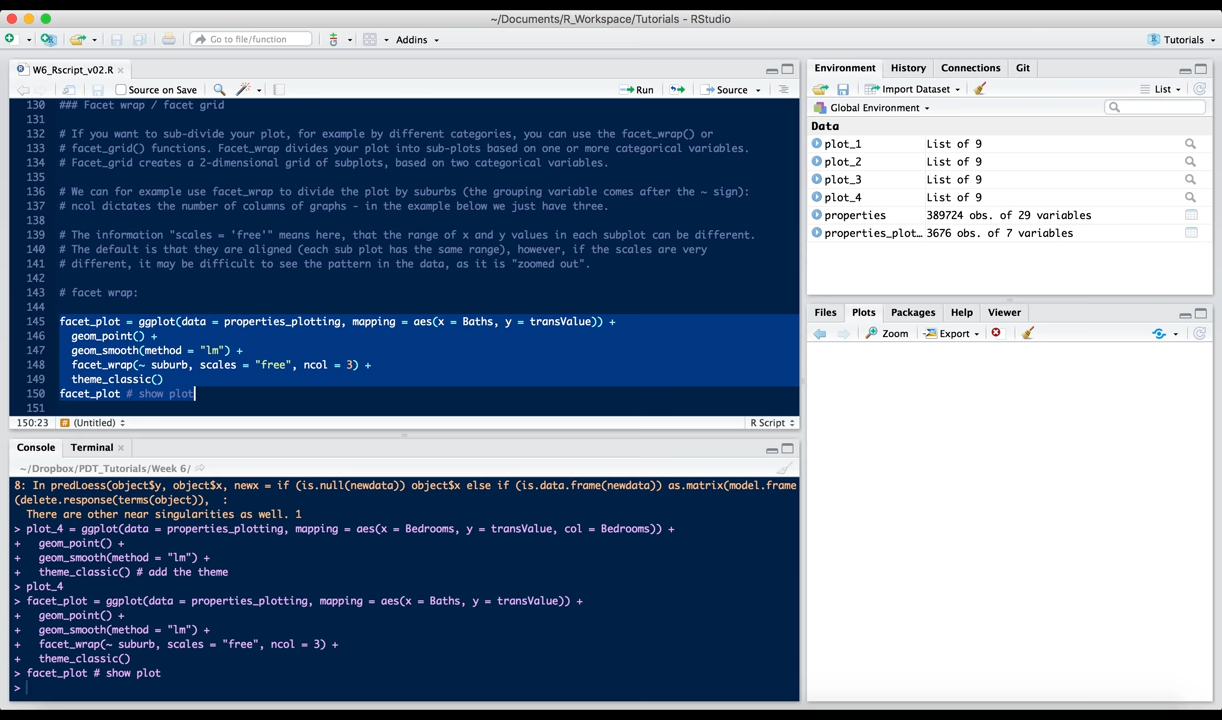 ~/Documents/R_Workspace/Tutorials - RStudio
Go to file/function
Addins
Tutorials
W6_Rscript_v02.R
Source on Save
Run
Source
130 ### Facet wrap / facet grid
131
132 # If you want to sub-divide your plot, for example by different categories, you can use the facet_wrap() or
133 # facet_grid() functions. Facet_wrap divides your plot into sub-plots based on one or more categorical variables.
134 # Facet_grid creates a 2-dimensional grid of subplots, based on two categorical variables.
135
136 # We can for example use facet_wrap to divide the plot by suburbs (the grouping variable comes after the ~ sign):
137 # ncol dictates the number of columns of graphs - in the example below we just have three.
138
139 # The information "scales = 'free'" means here, that the range of x and y values in each subplot can be different.
140 # The default is that they are aligned (each sub plot has the same range), however, if the scales are very
141 # different, it may be difficult to see the pattern in the data, as it is "zoomed out".
142
143 # facet wrap:
144
145 facet_plot = ggplot(data = properties_plotting, mapping = aes(x = Baths, y = transValue)) +
146 geom_point() +
147 geom_smooth(method = "lm") +
148 facet_wrap(~ suburb, scales = "free", ncol = 3) +
149 theme_classic()
150 facet_plot # show plot
151
150:23 # (Untitled) R Script
Console Terminal
~/Dropbox/PDT_Tutorials/Week 6/
8: In predLoess(object$y, object$x, newx = if (is.null(newdata)) object$x else if (is.data.frame(newdata)) as.matrix(model.frame
(delete.response(terms(object)), :
There are other near singularities as well. 1
> plot_4 = ggplot(data = properties_plotting, mapping = aes(x = Bedrooms, y = transValue, col = Bedrooms)) +
+ geom_point() +
+ geom_smooth(method = "lm") +
+ theme_classic() # add the theme
> plot_4
> facet_plot = ggplot(data = properties_plotting, mapping = aes(x = Baths, y = transValue)) +
+ geom_point() +
+ geom_smooth(method = "lm") +
+ facet_wrap(~ suburb, scales = "free", ncol = 3) +
+ theme_classic()
> facet_plot # show plot
>
Environment History Connections Git
Import Dataset
List
Global Environment
Data
plot_1 List of 9
plot_2 List of 9
plot_3 List of 9
plot_4 List of 9
properties 389724 obs. of 29 variables
properties_plot… 3676 obs. of 7 variables
Files Plots Packages Help Viewer
Zoom Export